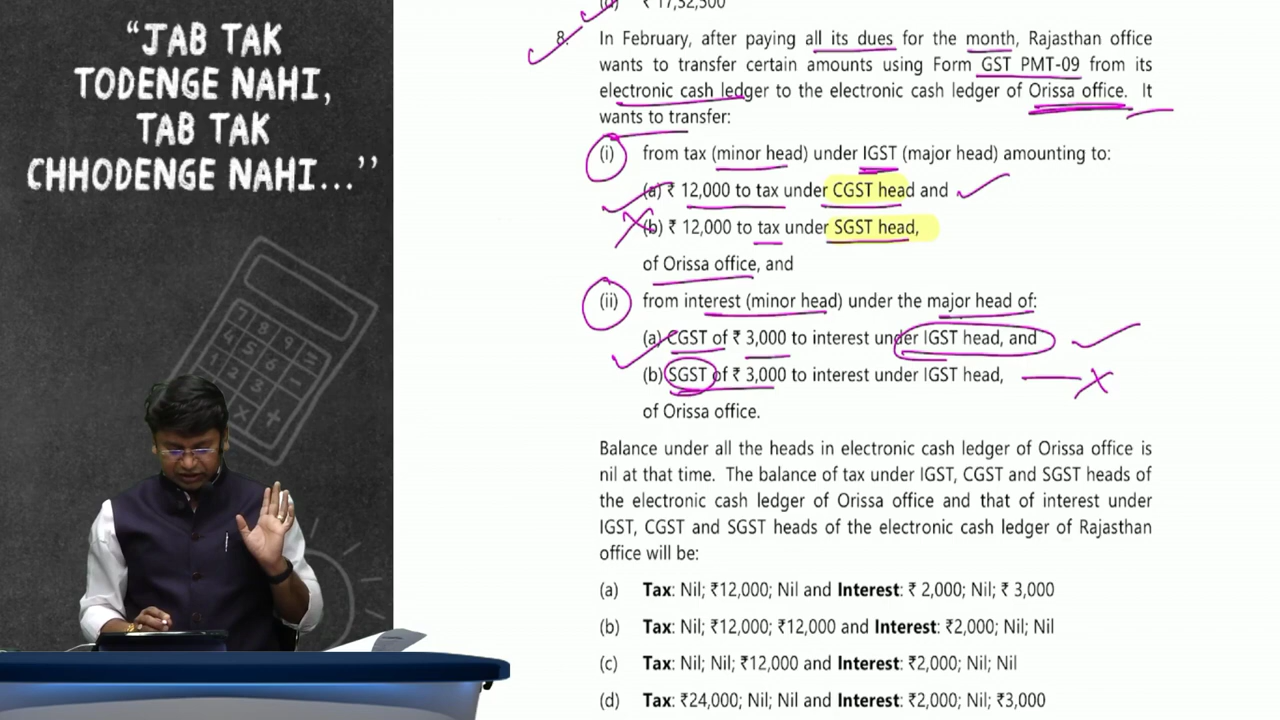 “JAB TAK
TODENGE NAHI,
TAB TAK
CHHODENGE NAHI...’’
(d) ₹ 17,52,500
8. In February, after paying all its dues for the month, Rajasthan office
wants to transfer certain amounts using Form GST PMT-09 from its
electronic cash ledger to the electronic cash ledger of Orissa office. It
wants to transfer:
(i) from tax (minor head) under IGST (major head) amounting to:
(a) ₹ 12,000 to tax under CGST head and
(b) ₹ 12,000 to tax under SGST head,
of Orissa office, and
(ii) from interest (minor head) under the major head of:
(a) CGST of ₹ 3,000 to interest under IGST head, and
(b) SGST of ₹ 3,000 to interest under IGST head,
of Orissa office.
Balance under all the heads in electronic cash ledger of Orissa office is
nil at that time. The balance of tax under IGST, CGST and SGST heads of
the electronic cash ledger of Orissa office and that of interest under
IGST, CGST and SGST heads of the electronic cash ledger of Rajasthan
office will be:
(a) Tax: Nil; ₹12,000; Nil and Interest: ₹ 2,000; Nil; ₹ 3,000
(b) Tax: Nil; ₹12,000; ₹12,000 and Interest: ₹2,000; Nil; Nil
(c) Tax: Nil; Nil; ₹12,000 and Interest: ₹2,000; Nil; Nil
(d) Tax: ₹24,000; Nil; Nil and Interest: ₹2,000; Nil; ₹3,000